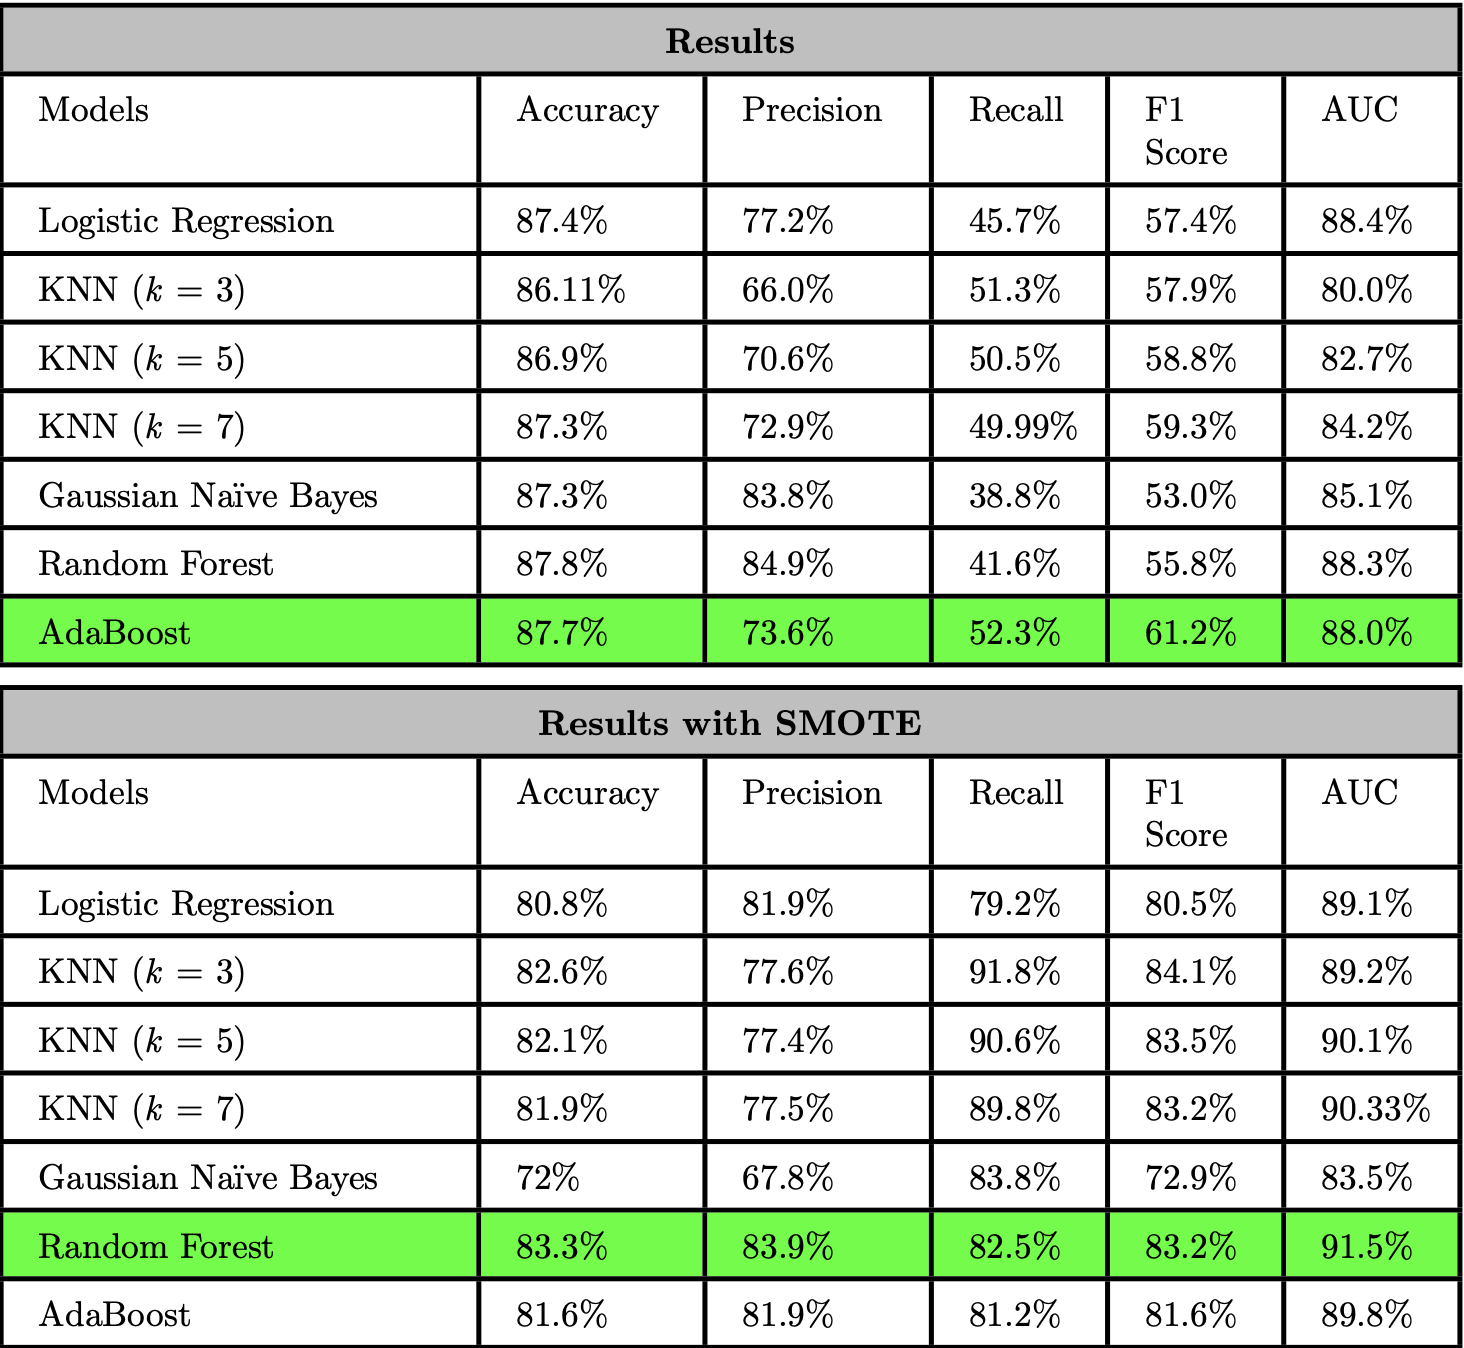 Results
Models Accuracy Precision Recall F1 Score AUC
Logistic Regression 87.4% 77.2% 45.7% 57.4% 88.4%
KNN (k = 3) 86.11% 66.0% 51.3% 57.9% 80.0%
KNN (k = 5) 86.9% 70.6% 50.5% 58.8% 82.7%
KNN (k = 7) 87.3% 72.9% 49.99% 59.3% 84.2%
Gaussian Naïve Bayes 87.3% 83.8% 38.8% 53.0% 85.1%
Random Forest 87.8% 84.9% 41.6% 55.8% 88.3%
AdaBoost 87.7% 73.6% 52.3% 61.2% 88.0%
Results with SMOTE
Models Accuracy Precision Recall F1 Score AUC
Logistic Regression 80.8% 81.9% 79.2% 80.5% 89.1%
KNN (k = 3) 82.6% 77.6% 91.8% 84.1% 89.2%
KNN (k = 5) 82.1% 77.4% 90.6% 83.5% 90.1%
KNN (k = 7) 81.9% 77.5% 89.8% 83.2% 90.33%
Gaussian Naïve Bayes 72% 67.8% 83.8% 72.9% 83.5%
Random Forest 83.3% 83.9% 82.5% 83.2% 91.5%
AdaBoost 81.6% 81.9% 81.2% 81.6% 89.8%